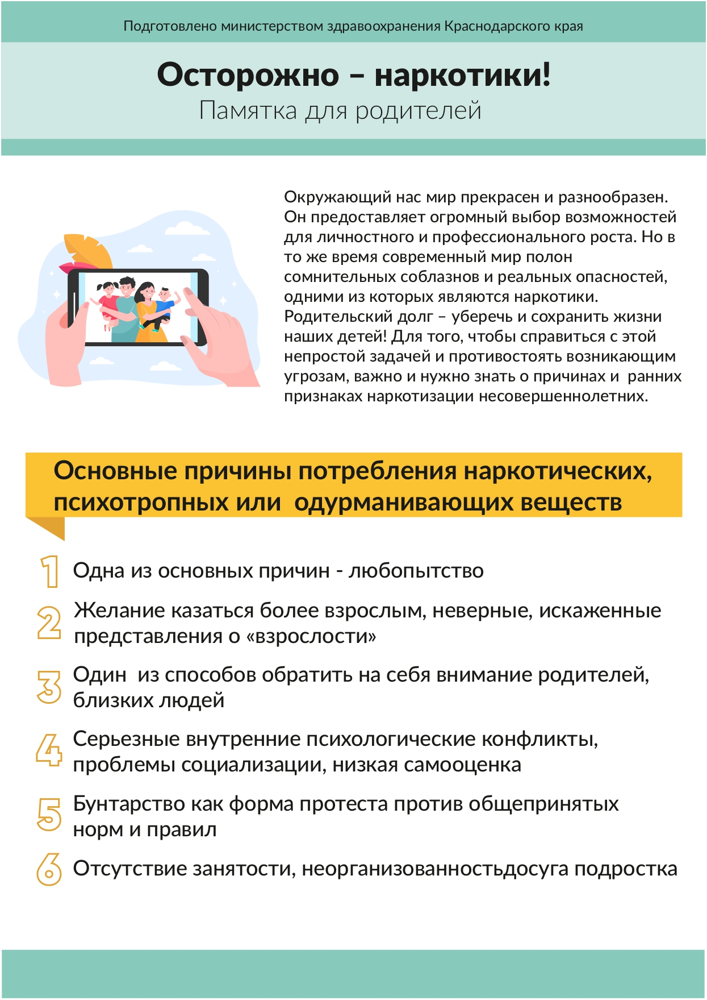 Подготовлено министерством здравоохранения Краснодарского края
Осторожно – наркотики!
Памятка для родителей
Окружающий нас мир прекрасен и разнообразен.
Он предоставляет огромный выбор возможностей
для личностного и профессионального роста. Но в
то же время современный мир полон
сомнительных соблазнов и реальных опасностей,
одними из которых являются наркотики.
Родительский долг – уберечь и сохранить жизни
наших детей! Для того, чтобы справиться с этой
непростой задачей и противостоять возникающим
угрозам, важно и нужно знать о причинах и  ранних
признаках наркотизации несовершеннолетних.
Основные причины потребления наркотических,
психотропных или  одурманивающих веществ
1 Одна из основных причин - любопытство
2 Желание казаться более взрослым, неверные, искаженные
представления о «взрослости»
3 Один  из способов обратить на себя внимание родителей,
близких людей
4 Серьезные внутренние психологические конфликты,
проблемы социализации, низкая самооценка
5 Бунтарство как форма протеста против общепринятых
норм и правил
6 Отсутствие занятости, неорганизованностьдосуга подростка